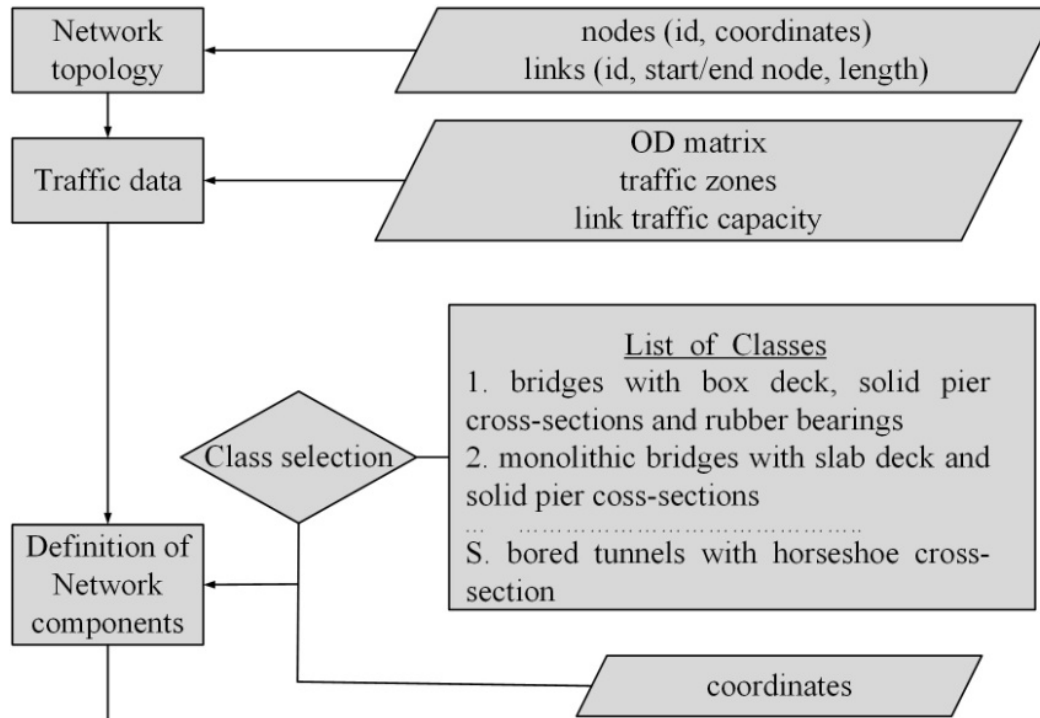 Network
topology
nodes (id, coordinates)
links (id, start/end node, length)
Traffic data
OD matrix
traffic zones
link traffic capacity
Class selection
List of Classes
1. bridges with box deck, solid pier
cross-sections and rubber bearings
2. monolithic bridges with slab deck and
solid pier coss-sections
... ……………………………………..
S. bored tunnels with horseshoe cross-
section
Definition of
Network
components
coordinates